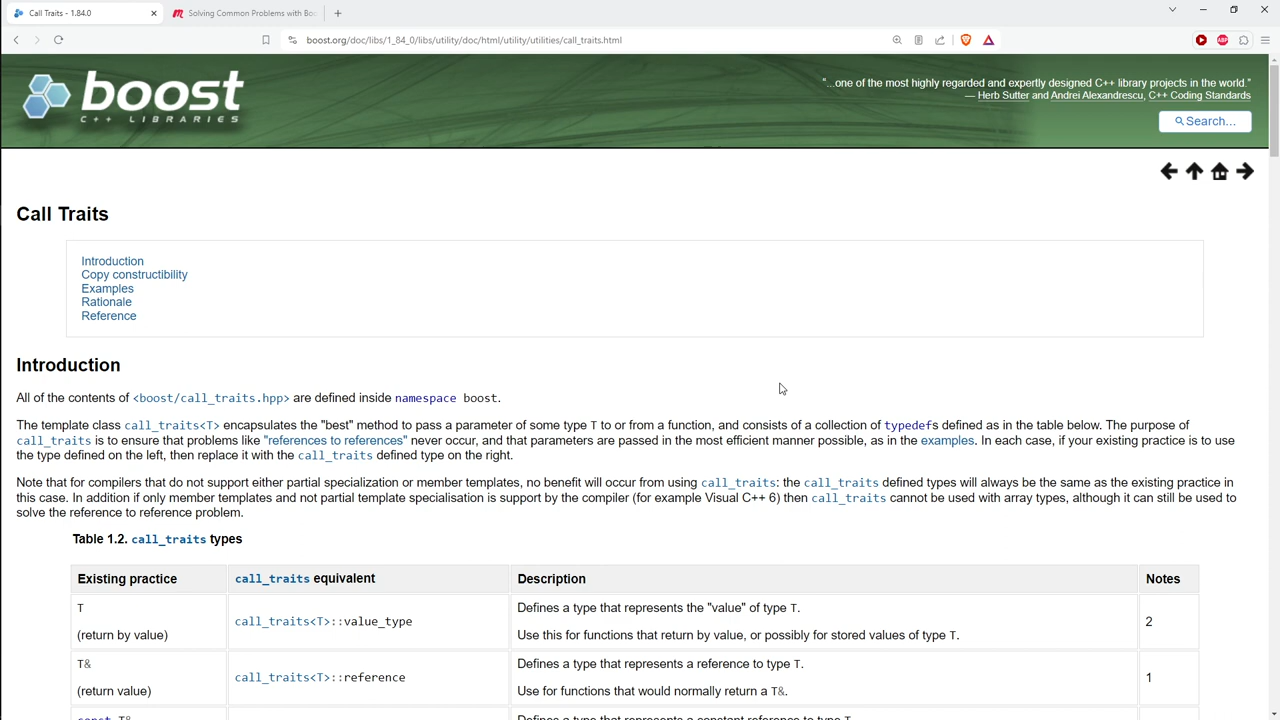 Call Traits - 1.84.0
Solving Common Problems with Boo
boost.org/doc/libs/1_84_0/libs/utility/doc/html/utility/utilities/call_traits.html
ABP
boost
C++ LIBRARIES
"...one of the most highly regarded and expertly designed C++ library projects in the world."
— Herb Sutter and Andrei Alexandrescu, C++ Coding Standards
Search...
Call Traits
Introduction
Copy constructibility
Examples
Rationale
Reference
Introduction
All of the contents of <boost/call_traits.hpp> are defined inside namespace boost.
The template class call_traits<T> encapsulates the "best" method to pass a parameter of some type T to or from a function, and consists of a collection of typedefs defined as in the table below. The purpose of
call_traits is to ensure that problems like "references to references" never occur, and that parameters are passed in the most efficient manner possible, as in the examples. In each case, if your existing practice is to use
the type defined on the left, then replace it with the call_traits defined type on the right.
Note that for compilers that do not support either partial specialization or member templates, no benefit will occur from using call_traits: the call_traits defined types will always be the same as the existing practice in
this case. In addition if only member templates and not partial template specialisation is support by the compiler (for example Visual C++ 6) then call_traits cannot be used with array types, although it can still be used to
solve the reference to reference problem.
Table 1.2. call_traits types
Existing practice call_traits equivalent Description Notes
T
(return by value)
call_traits<T>::value_type
Defines a type that represents the "value" of type T.
Use this for functions that return by value, or possibly for stored values of type T.
2
T&
(return value)
call_traits<T>::reference
Defines a type that represents a reference to type T.
Use for functions that would normally return a T&.
1
const T&
Defines a type that represents a constant reference to type T.